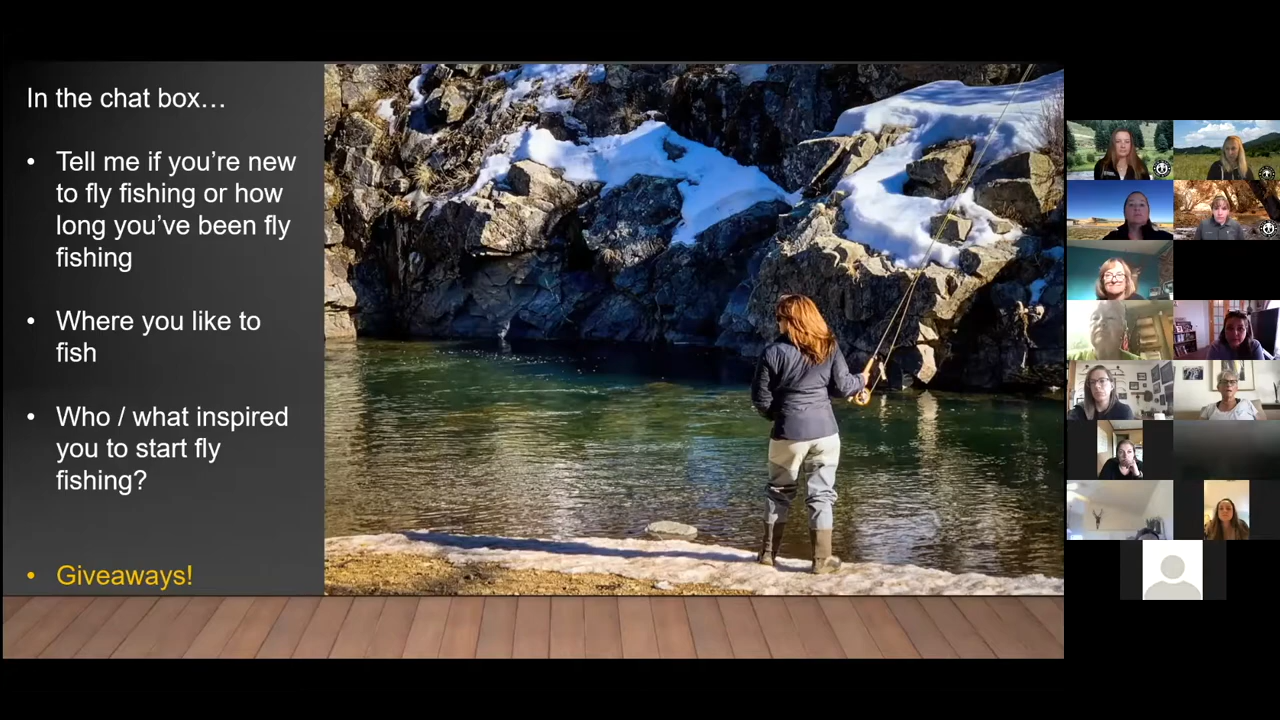 In the chat box…
• Tell me if you’re new
to fly fishing or how
long you’ve been fly
fishing
• Where you like to
fish
• Who / what inspired
you to start fly
fishing?
• Giveaways!